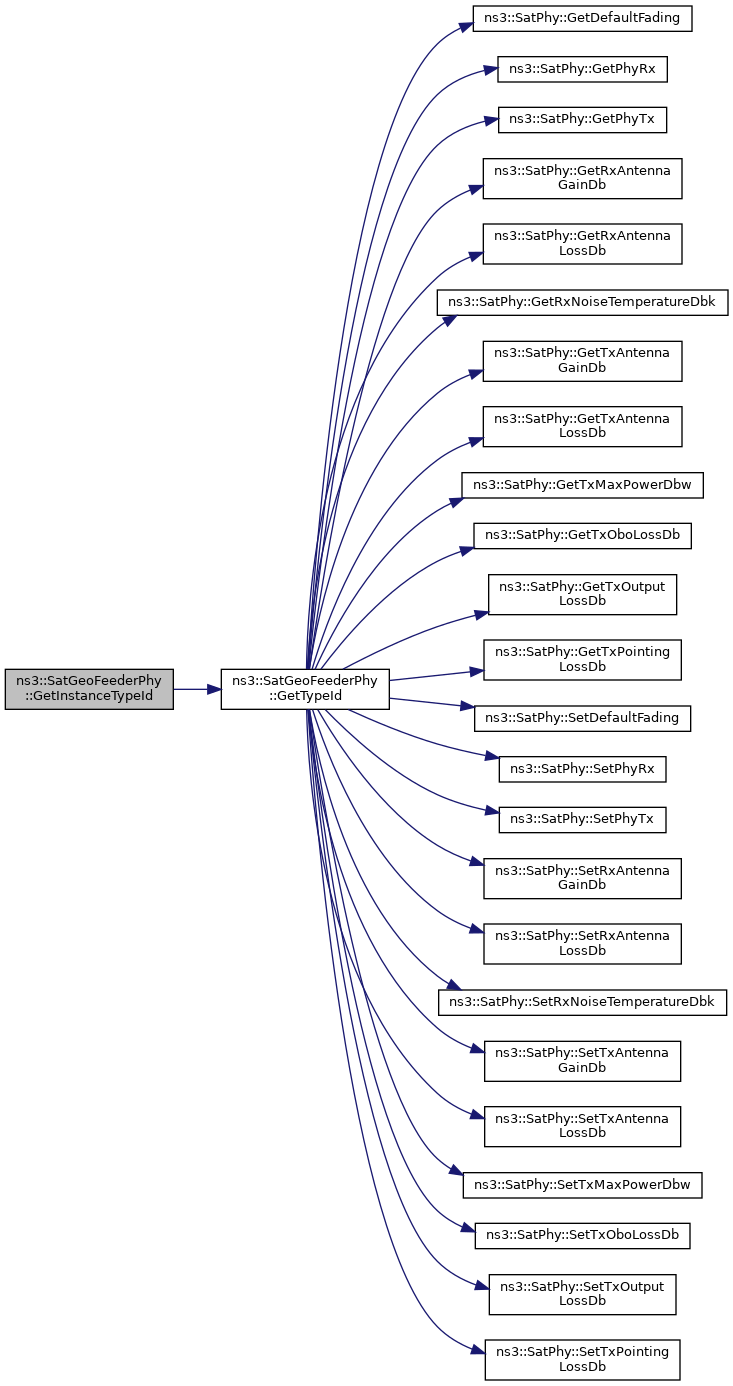 ns3::SatGeoFeederPhy
::GetInstanceTypeId
ns3::SatGeoFeederPhy
::GetTypeId
ns3::SatPhy::GetDefaultFading
ns3::SatPhy::GetPhyRx
ns3::SatPhy::GetPhyTx
ns3::SatPhy::GetRxAntenna
GainDb
ns3::SatPhy::GetRxAntenna
LossDb
ns3::SatPhy::GetRxNoiseTemperatureDbk
ns3::SatPhy::GetTxAntenna
GainDb
ns3::SatPhy::GetTxAntenna
LossDb
ns3::SatPhy::GetTxMaxPowerDbw
ns3::SatPhy::GetTxOboLossDb
ns3::SatPhy::GetTxOutput
LossDb
ns3::SatPhy::GetTxPointing
LossDb
ns3::SatPhy::SetDefaultFading
ns3::SatPhy::SetPhyRx
ns3::SatPhy::SetPhyTx
ns3::SatPhy::SetRxAntenna
GainDb
ns3::SatPhy::SetRxAntenna
LossDb
ns3::SatPhy::SetRxNoiseTemperatureDbk
ns3::SatPhy::SetTxAntenna
GainDb
ns3::SatPhy::SetTxAntenna
LossDb
ns3::SatPhy::SetTxMaxPowerDbw
ns3::SatPhy::SetTxOboLossDb
ns3::SatPhy::SetTxOutput
LossDb
ns3::SatPhy::SetTxPointing
LossDb